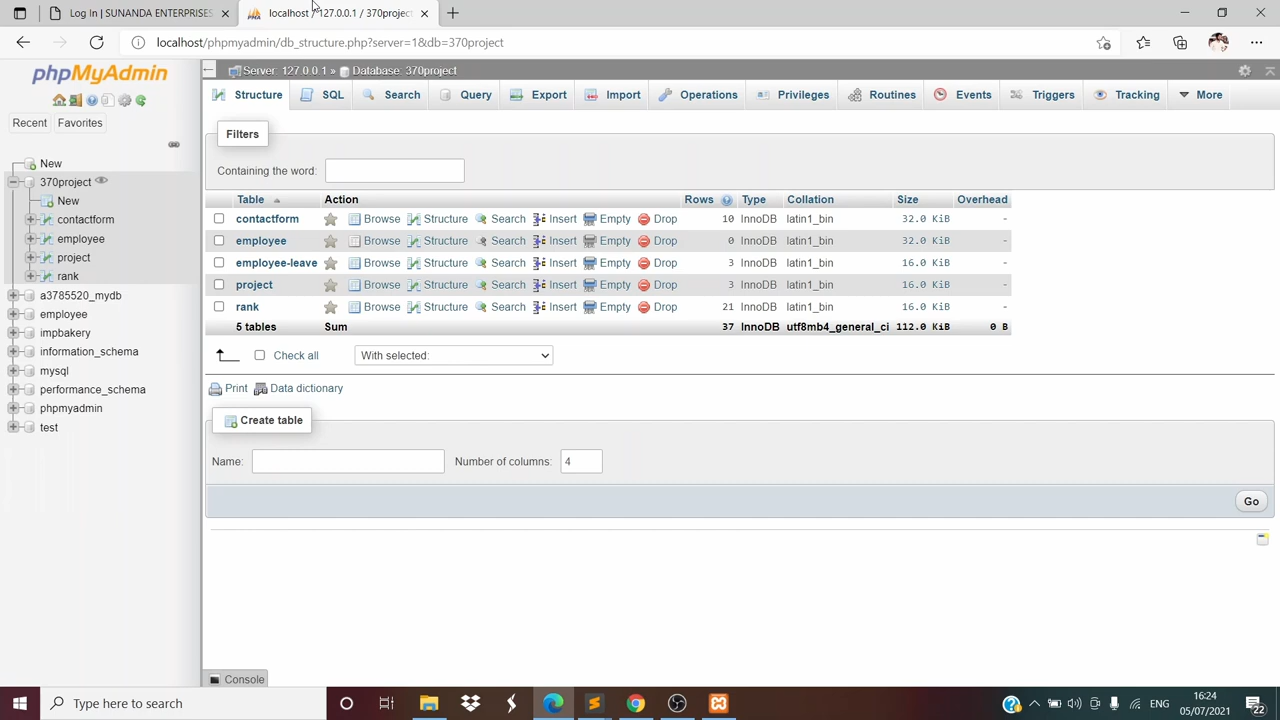 Log In | SUNANDA ENTERPRISES
localhost / 127.0.0.1 / 370project
localhost/phpmyadmin/db_structure.php?server=1&db=370project
phpMyAdmin
Recent
Favorites
New
370project
New
contactform
employee
project
rank
a3785520_mydb
employee
impbakery
information_schema
mysql
performance_schema
phpmyadmin
test
Server: 127.0.0.1 » Database: 370project
Structure SQL Search Query Export Import Operations Privileges Routines Events Triggers Tracking More
Filters
Containing the word:
Table Action Rows Type Collation Size Overhead
contactform Browse Structure Search Insert Empty Drop 10 InnoDB latin1_bin 32.0 KiB -
employee Browse Structure Search Insert Empty Drop 0 InnoDB latin1_bin 32.0 KiB -
employee-leave Browse Structure Search Insert Empty Drop 3 InnoDB latin1_bin 16.0 KiB -
project Browse Structure Search Insert Empty Drop 3 InnoDB latin1_bin 16.0 KiB -
rank Browse Structure Search Insert Empty Drop 21 InnoDB latin1_bin 16.0 KiB -
5 tables Sum 37 InnoDB utf8mb4_general_ci 112.0 KiB 0 B
Check all With selected:
Print Data dictionary
Create table
Name: Number of columns: 4
Go
Console
Type here to search
ENG
16:24
05/07/2021
22